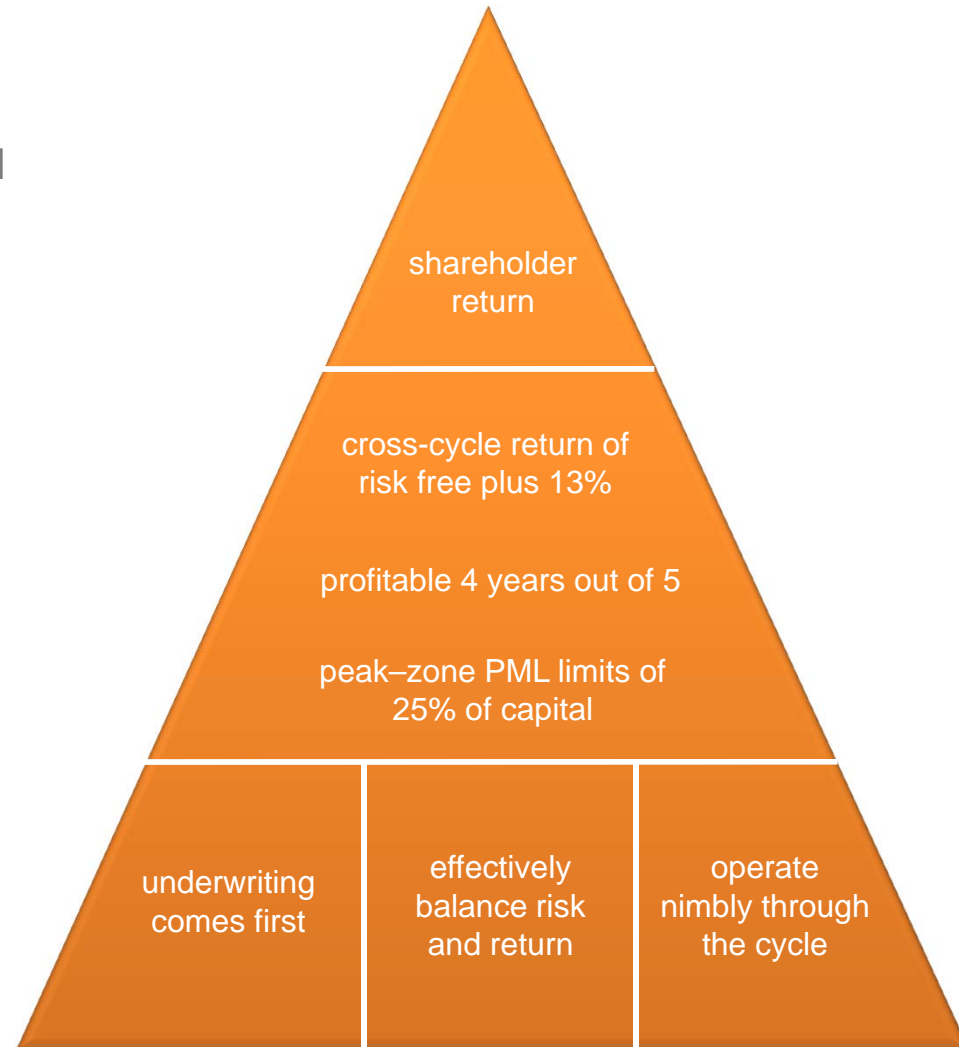 shareholder
return
cross-cycle return of
risk free plus 13%
profitable 4 years out of 5
peak–zone PML limits of
25% of capital
underwriting
comes first
effectively
balance risk
and return
operate
nimbly through
the cycle